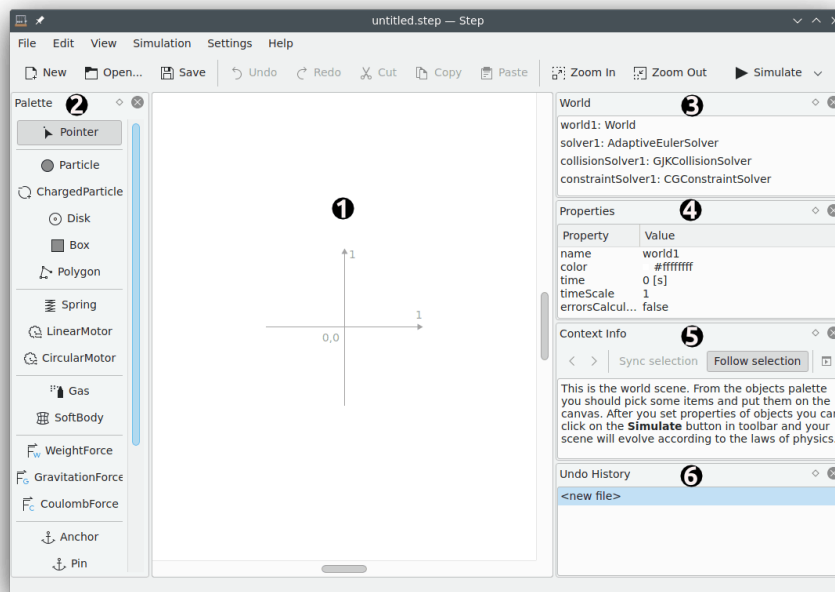 untitled.step — Step
File Edit View Simulation Settings Help
New Open... Save Undo Redo Cut Copy Paste Zoom In Zoom Out Simulate
Palette 2
Pointer
Particle
ChargedParticle
Disk
Box
Polygon
Spring
LinearMotor
CircularMotor
Gas
SoftBody
WeightForce
GravitationForce
CoulombForce
Anchor
Pin
1
1
1
0,0
World 3
world1: World
solver1: AdaptiveEulerSolver
collisionSolver1: GJKCollisionSolver
constraintSolver1: CGConstraintSolver
Properties 4
Property Value
name world1
color #ffffffff
time 0 [s]
timeScale 1
errorsCalcul... false
Context Info 5
Sync selection Follow selection
This is the world scene. From the objects palette
you should pick some items and put them on the
canvas. After you set properties of objects you can
click on the Simulate button in toolbar and your
scene will evolve according to the laws of physics.
Undo History 6
<new file>